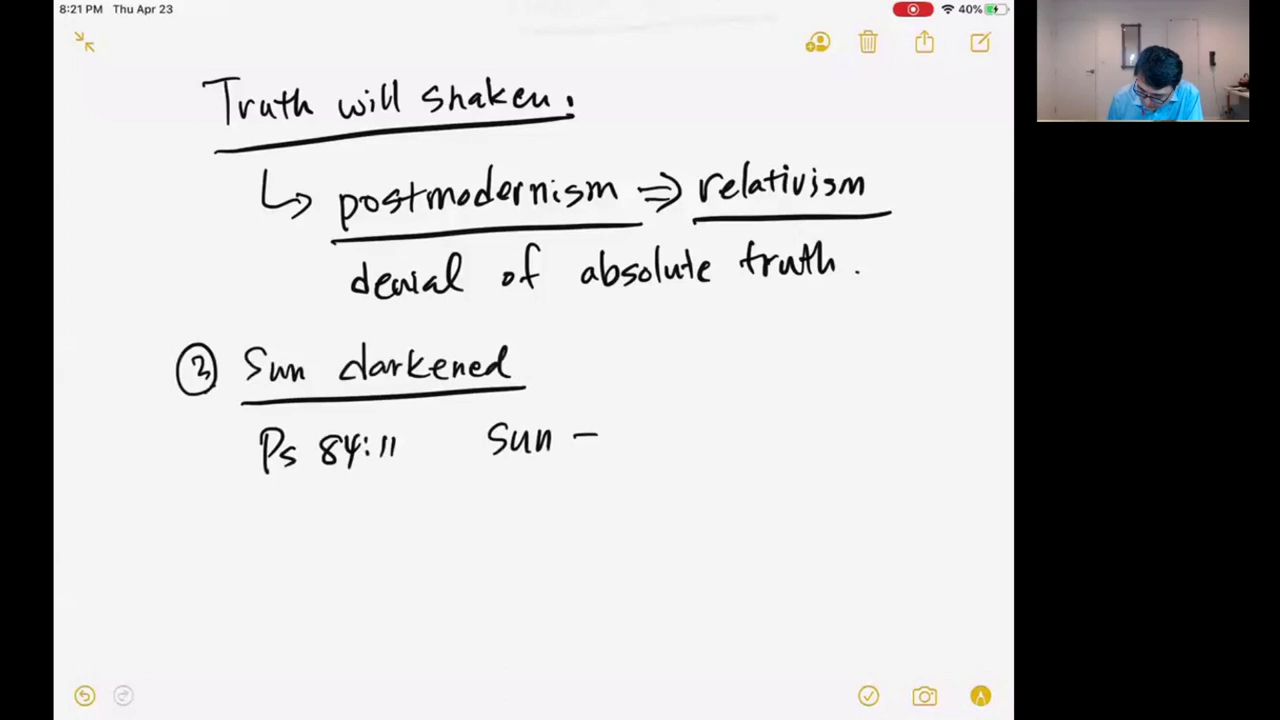 8:21 PM Thu Apr 23
40%
Truth will shaken.
↳ postmodernism ⇒ relativism
denial of absolute truth.
② Sun darkened
Ps 84:11 Sun –